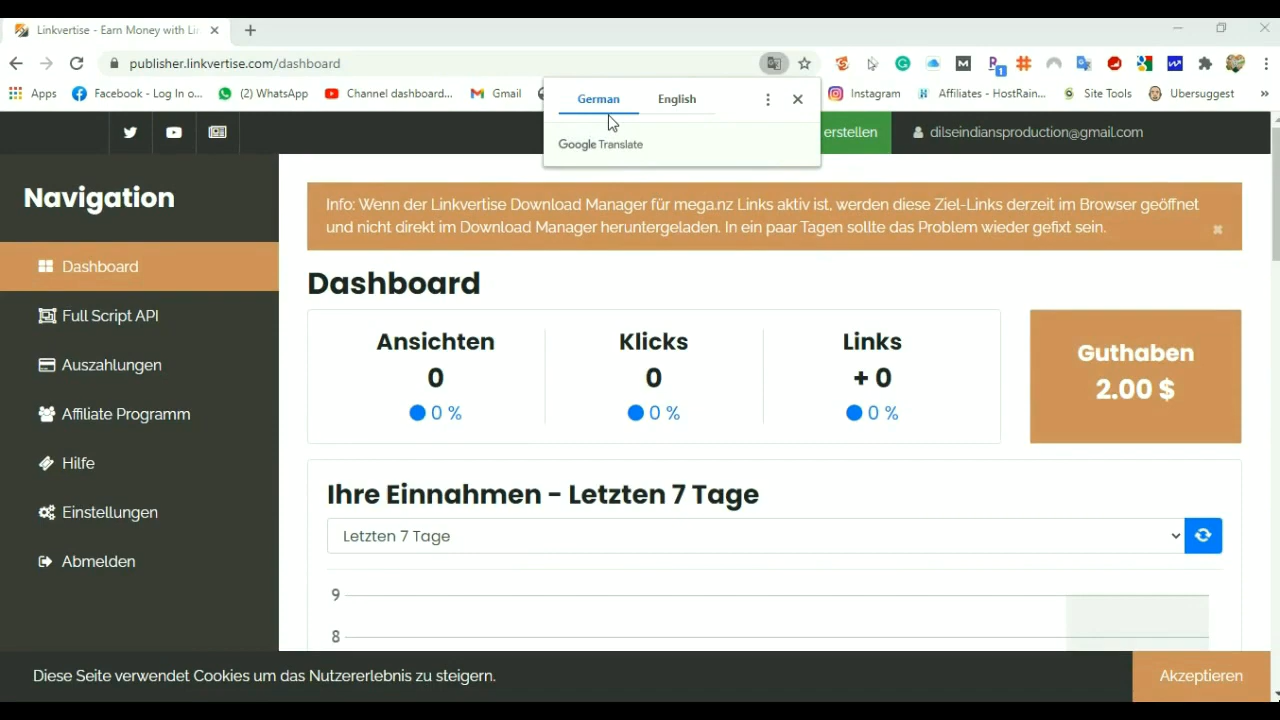 Linkvertise - Earn Money with Li
publisher.linkvertise.com/dashboard
Apps
Facebook - Log In o...
(2) WhatsApp
Channel dashboard...
Gmail
Instagram
Affiliates - HostRain...
Site Tools
Ubersuggest
»
German
English
Google Translate
erstellen
dilseindiansproduction@gmail.com
Navigation
Dashboard
Full Script API
Auszahlungen
Affiliate Programm
Hilfe
Einstellungen
Abmelden
Info: Wenn der Linkvertise Download Manager für mega.nz Links aktiv ist, werden diese Ziel-Links derzeit im Browser geöffnet
und nicht direkt im Download Manager heruntergeladen. In ein paar Tagen sollte das Problem wieder gefixt sein.
Dashboard
Ansichten
0
0 %
Klicks
0
0 %
Links
+ 0
0 %
Guthaben
2.00 $
Ihre Einnahmen - Letzten 7 Tage
Letzten 7 Tage
9
8
Diese Seite verwendet Cookies um das Nutzererlebnis zu steigern.
Akzeptieren